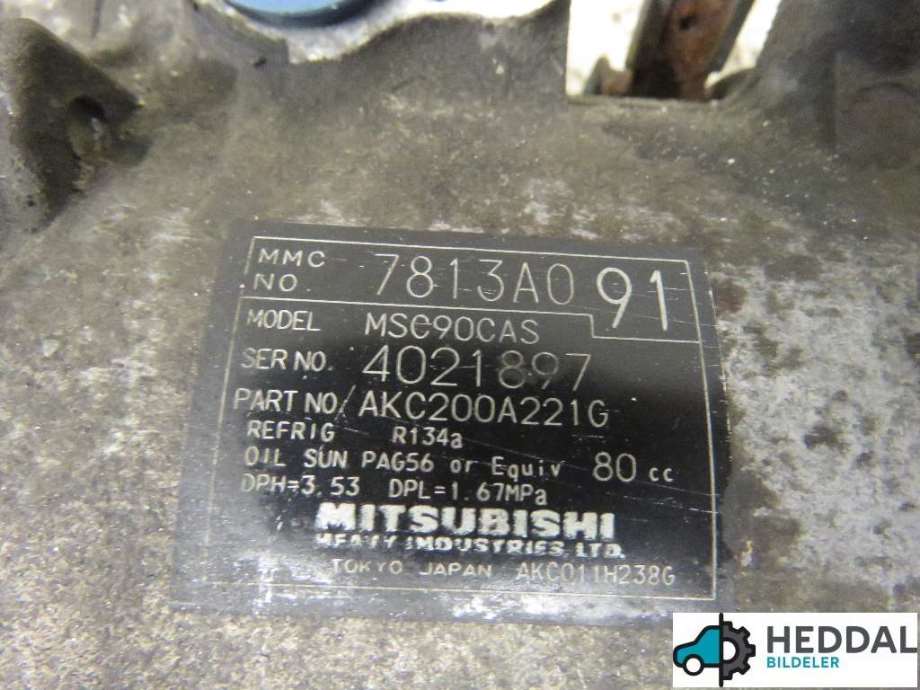 MMC NO. 7813A0 91
MODEL MSC90CAS
SER NO. 4021897
PART NO/ AKC200A221G
REFRIG R134a
OIL SUN PAG56 or Equiv 80 cc
DPH=3.53 DPL=1.67MPa
MITSUBISHI
HEAVY INDUSTRIES, LTD.
TOKYO JAPAN AKC011H238G
HEDDAL
BILDELER